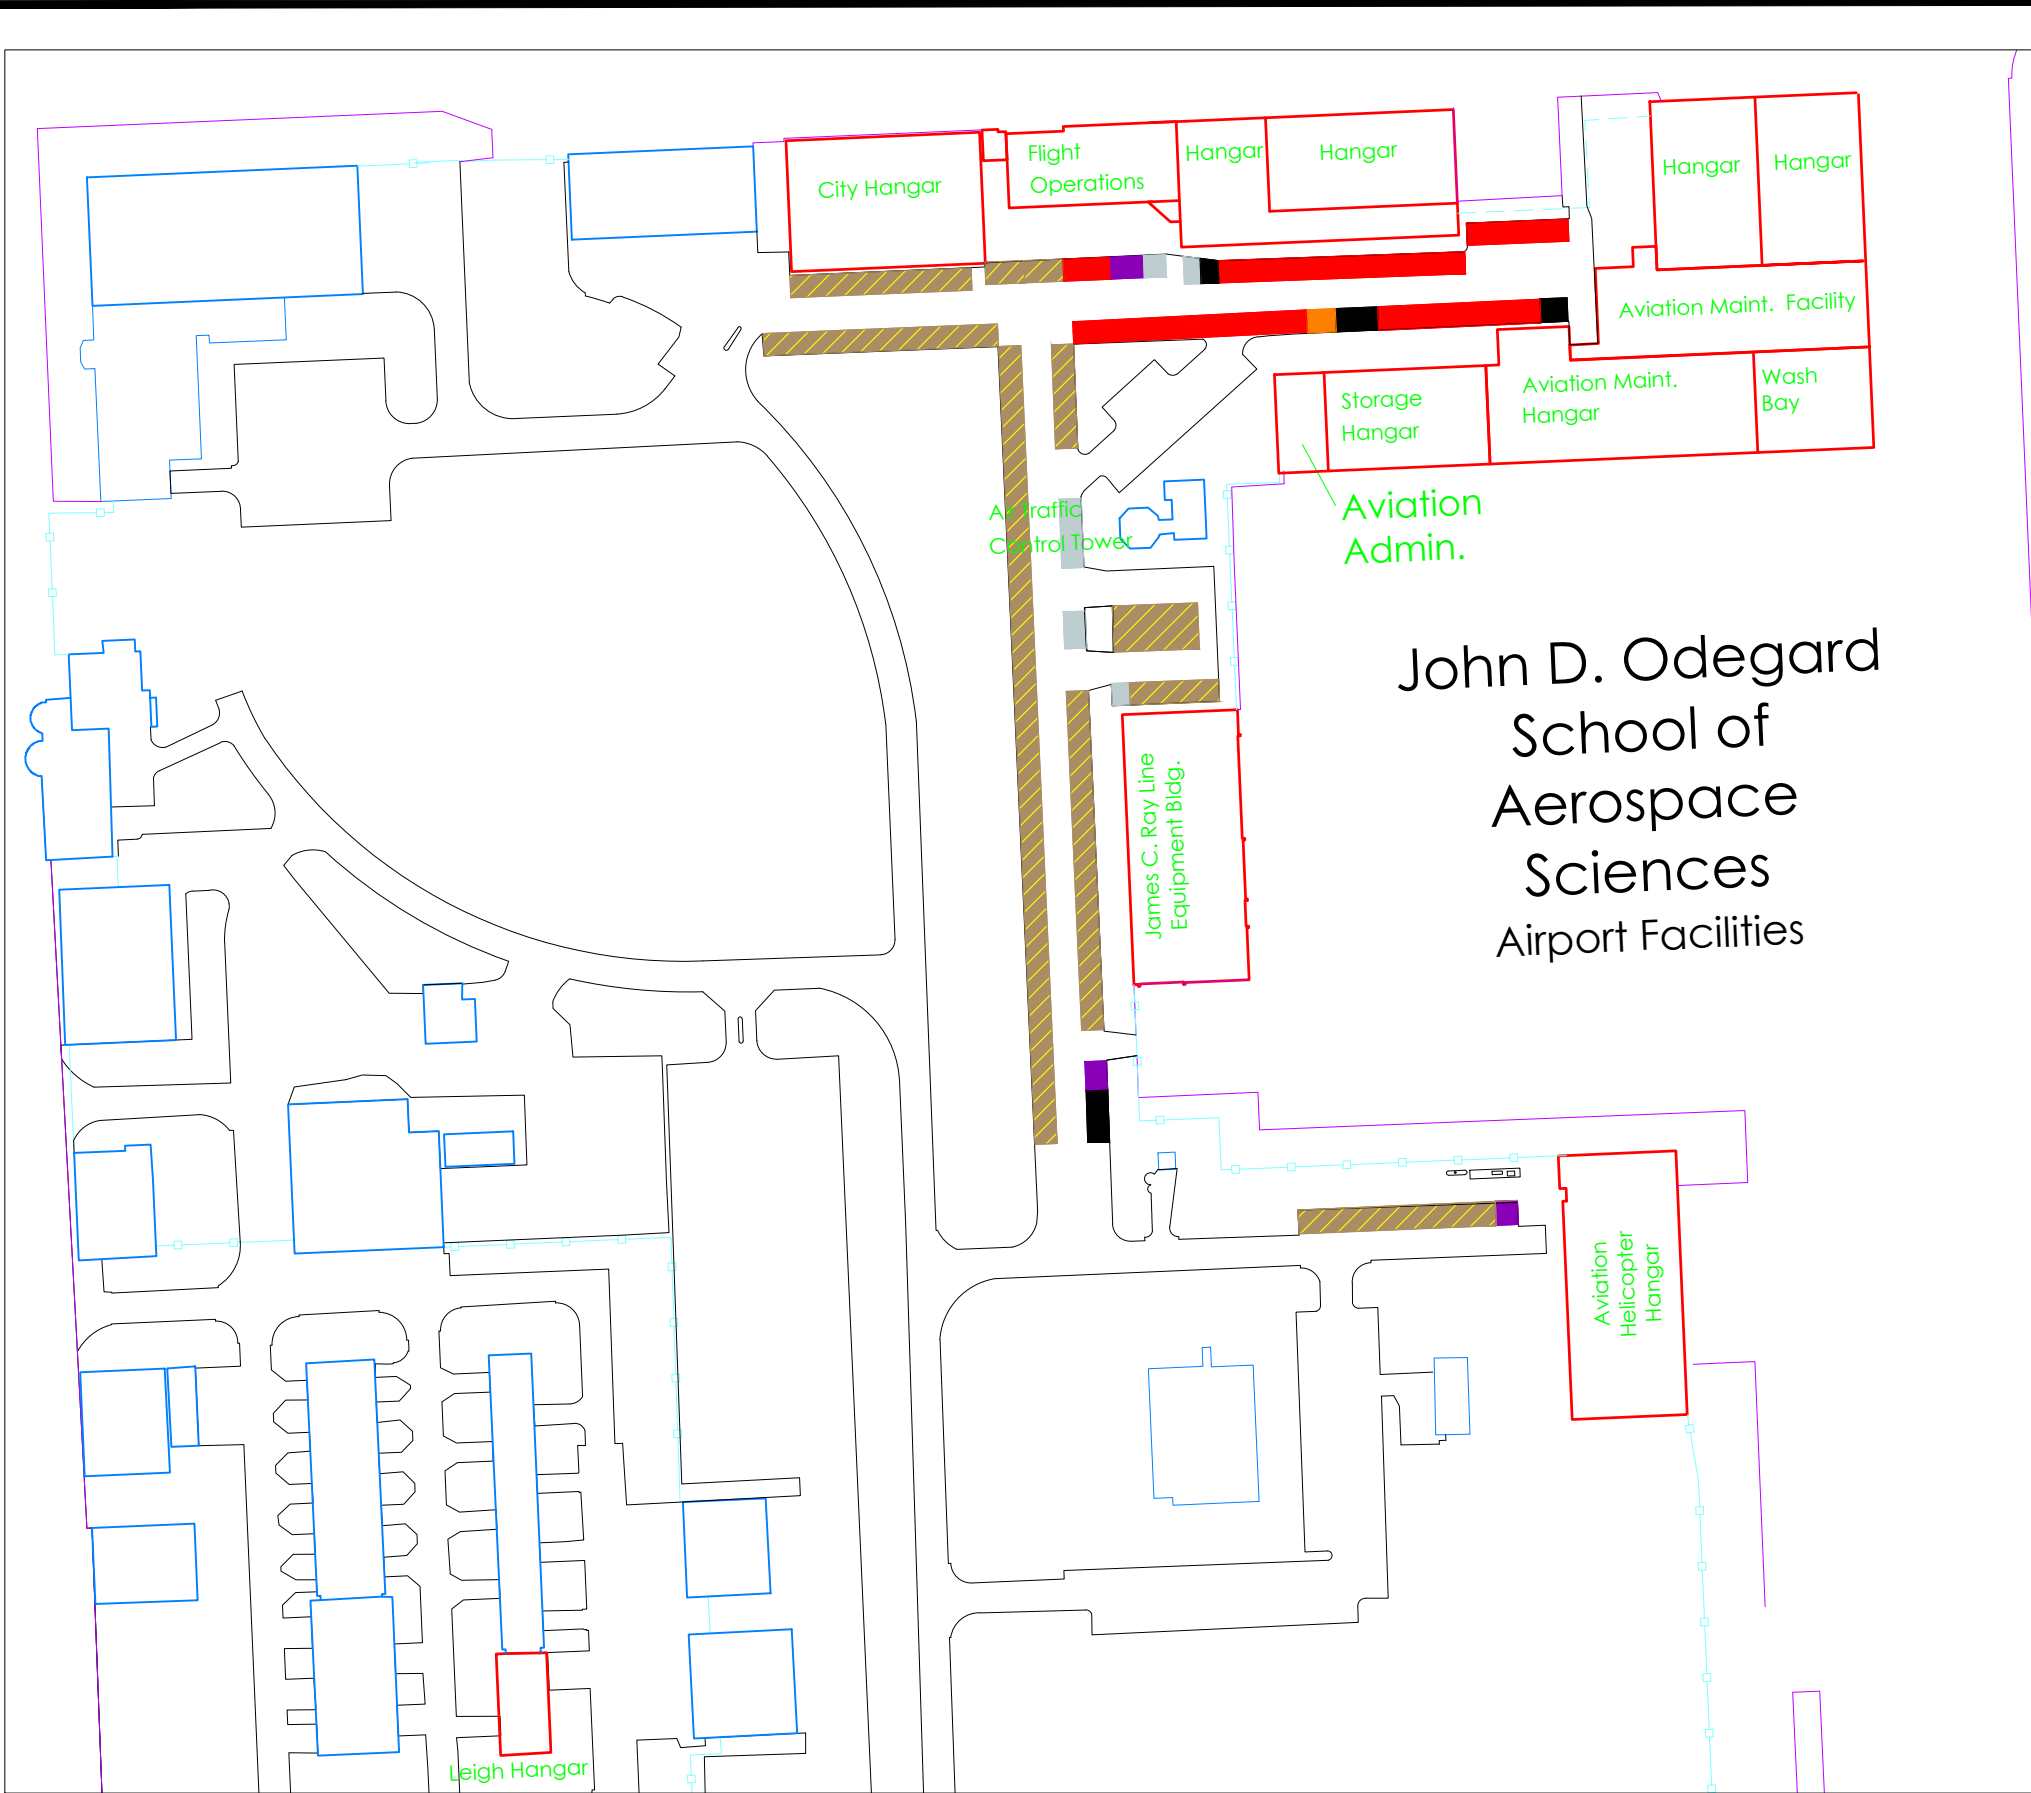 Flight
Operations
Hangar
Hangar
City Hangar
Hangar
Hangar
Aviation Maint. Facility
Storage
Hangar
Aviation Maint.
Hangar
Wash
Bay
Air Traffic
Control Tower
Aviation
Admin.
John D. Odegard
School of
Aerospace
Sciences
Airport Facilities
James C. Ray Line
Equipment Bldg.
Aviation
Helicopter
Hangar
Leigh Hangar